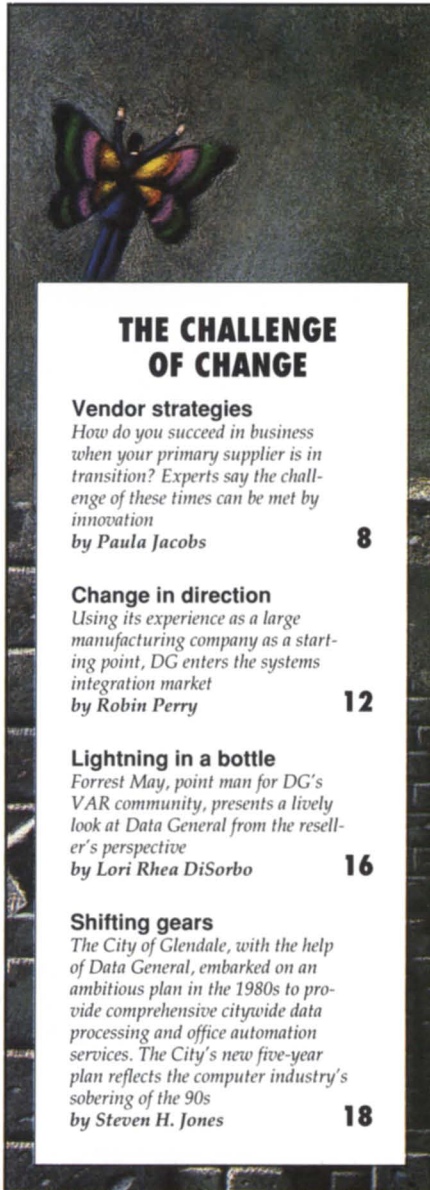 THE CHALLENGE
OF CHANGE
Vendor strategies
How do you succeed in business
when your primary supplier is in
transition? Experts say the chall-
enge of these times can be met by
innovation
by Paula Jacobs 8
Change in direction
Using its experience as a large
manufacturing company as a start-
ing point, DG enters the systems
integration market
by Robin Perry 12
Lightning in a bottle
Forrest May, point man for DG's
VAR community, presents a lively
look at Data General from the resell-
er's perspective
by Lori Rhea DiSorbo 16
Shifting gears
The City of Glendale, with the help
of Data General, embarked on an
ambitious plan in the 1980s to pro-
vide comprehensive citywide data
processing and office automation
services. The City's new five-year
plan reflects the computer industry's
sobering of the 90s
by Steven H. Jones 18